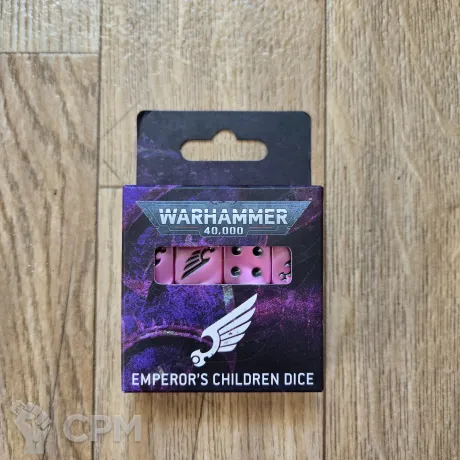 WARHAMMER
40,000
EMPEROR'S CHILDREN DICE
CPM